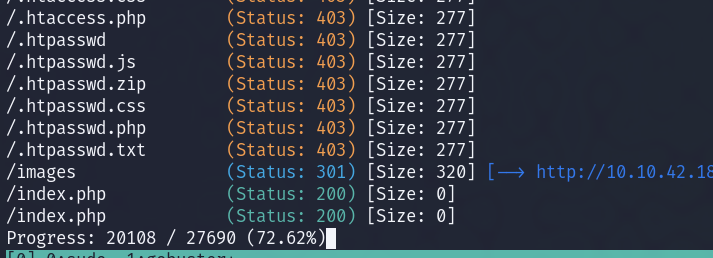 /.htaccess.php (Status: 403) [Size: 277]
/.htpasswd (Status: 403) [Size: 277]
/.htpasswd.js (Status: 403) [Size: 277]
/.htpasswd.zip (Status: 403) [Size: 277]
/.htpasswd.css (Status: 403) [Size: 277]
/.htpasswd.php (Status: 403) [Size: 277]
/.htpasswd.txt (Status: 403) [Size: 277]
/images (Status: 301) [Size: 320] [--> http://10.10.42.18
/index.php (Status: 200) [Size: 0]
/index.php (Status: 200) [Size: 0]
Progress: 20108 / 27690 (72.62%)